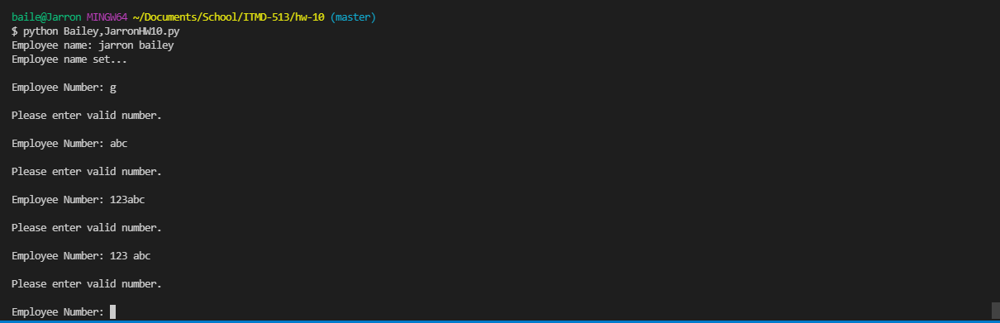 baile@Jarron MINGW64 ~/Documents/School/ITMD-513/hw-10 (master)
$ python Bailey,JarronHW10.py
Employee name: jarron bailey
Employee name set...
Employee Number: g
Please enter valid number.
Employee Number: abc
Please enter valid number.
Employee Number: 123abc
Please enter valid number.
Employee Number: 123 abc
Please enter valid number.
Employee Number: